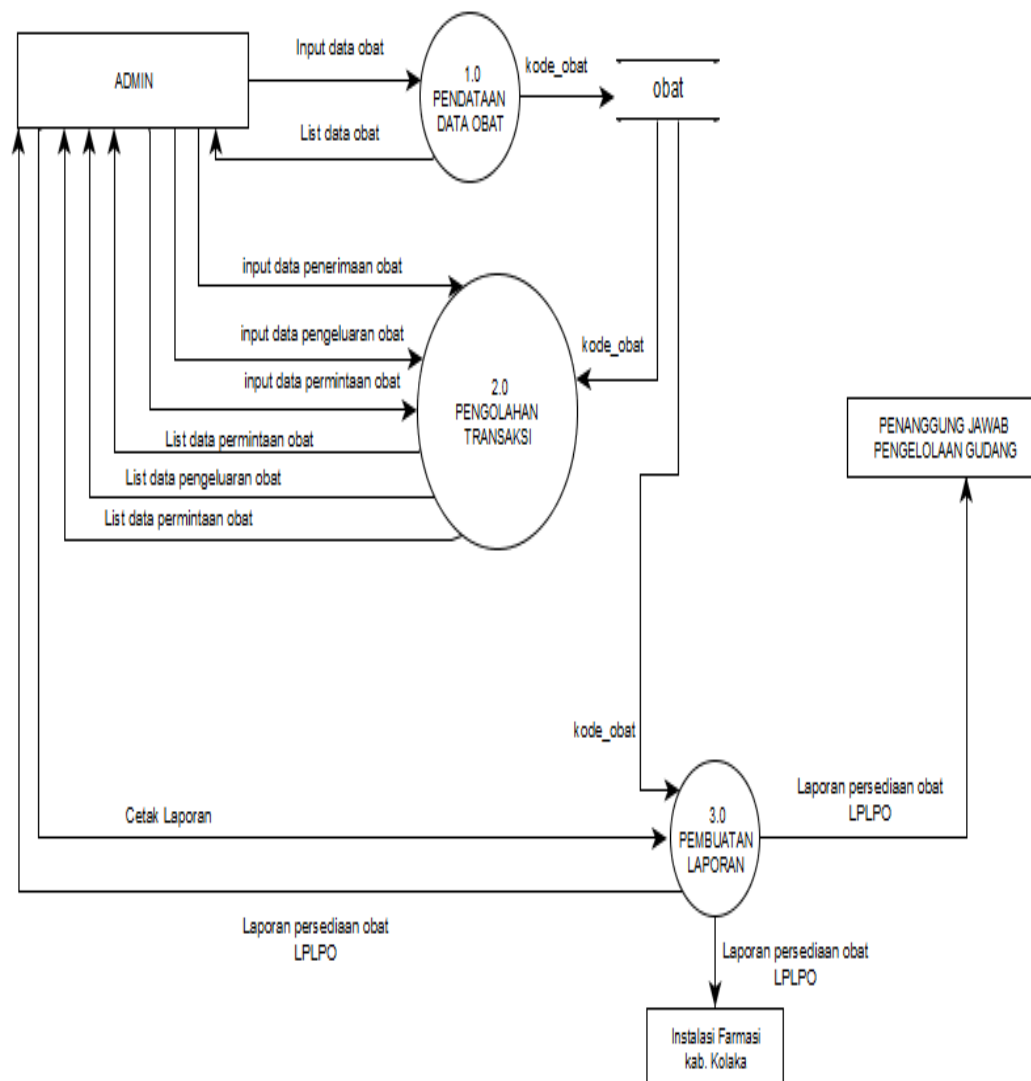 ADMIN
Input data obat
1.0
PENDATAAN
DATA OBAT
kode_obat
obat
List data obat
input data penerimaan obat
input data pengeluaran obat
input data permintaan obat
2.0
PENGOLAHAN
TRANSAKSI
kode_obat
List data permintaan obat
List data pengeluaran obat
List data permintaan obat
PENANGGUNG JAWAB
PENGELOLAAN GUDANG
kode_obat
Cetak Laporan
3.0
PEMBUATAN
LAPORAN
Laporan persediaan obat
LPLPO
Laporan persediaan obat
LPLPO
Laporan persediaan obat
LPLPO
Instalasi Farmasi
kab. Kolaka